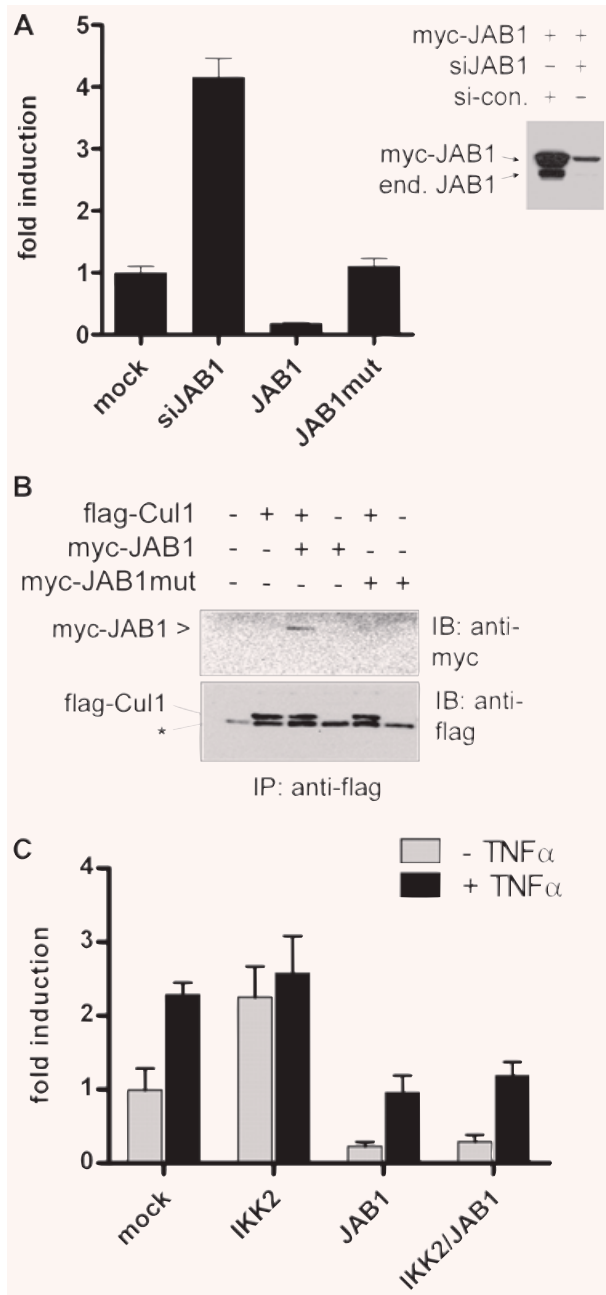 A
5
4
3
2
1
0
fold induction
mock
siJAB1
JAB1
JAB1mut
myc-JAB1 + +
siJAB1 - +
si-con. + -
myc-JAB1
end. JAB1
B
flag-Cul1 - + + - + -
myc-JAB1 - - + + - -
myc-JAB1mut - - - - + +
myc-JAB1 >
IB: anti-
myc
flag-Cul1
*
IB: anti-
flag
IP: anti-flag
C
- TNFα
+ TNFα
4
3
2
1
0
fold induction
mock
IKK2
JAB1
IKK2/JAB1